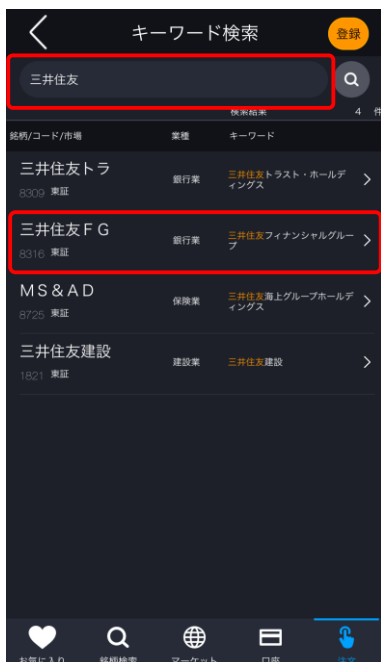 キーワード検索
登録
三井住友
検索結果 4 件
銘柄/コード/市場 業種 キーワード
三井住友トラ
8309 東証
銀行業
三井住友トラスト・ホールデ
ィングス
三井住友ＦＧ
8316 東証
銀行業
三井住友フィナンシャルグルー
プ
ＭＳ＆ＡＤ
8725 東証
保険業
三井住友海上グループホールデ
ィングス
三井住友建設
1821 東証
建設業
三井住友建設
お気に入り 銘柄検索 マーケット 口座 注文